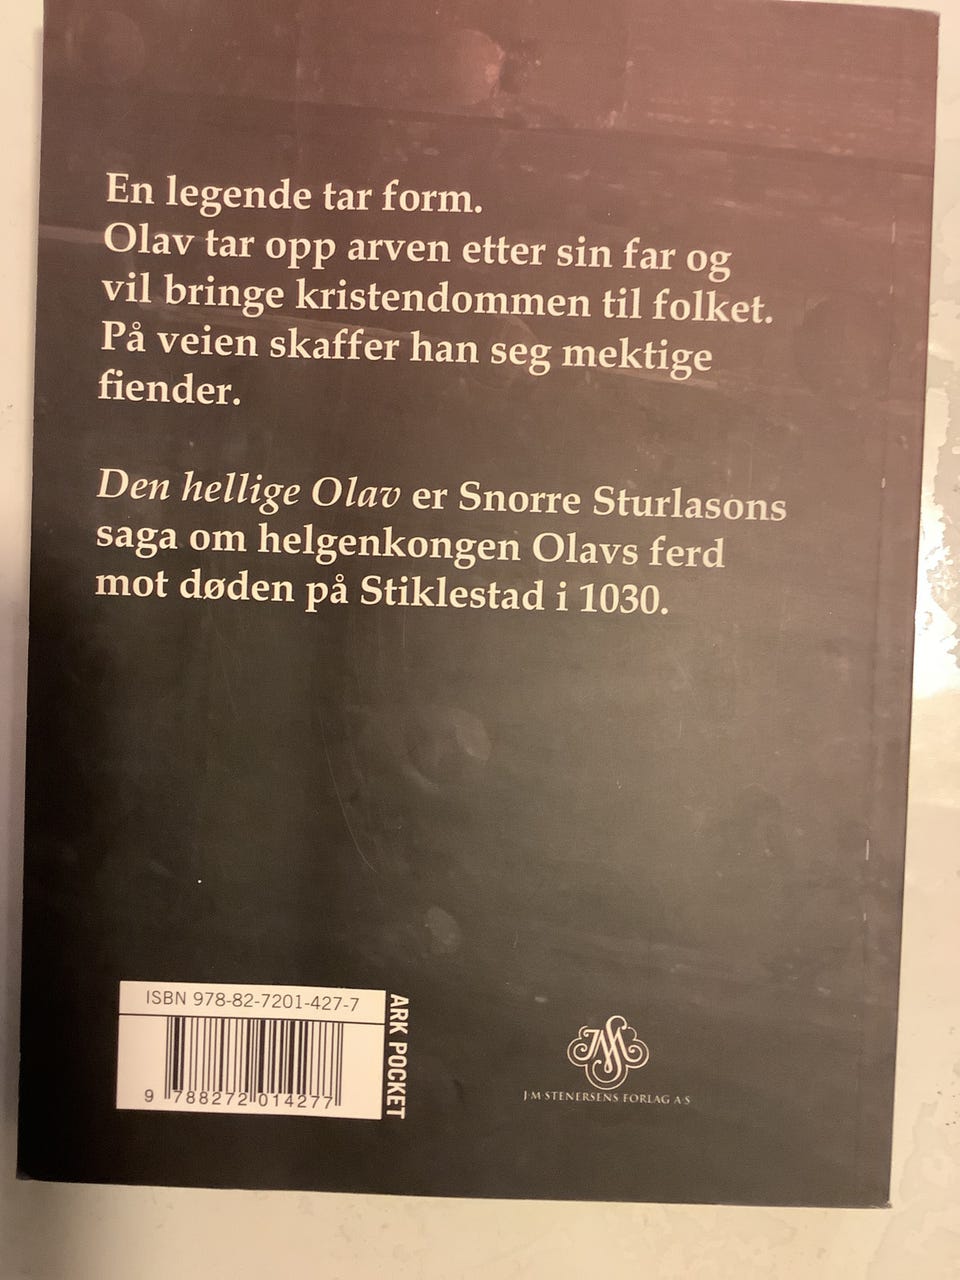 En legende tar form.
Olav tar opp arven etter sin far og
vil bringe kristendommen til folket.
På veien skaffer han seg mektige
fiender.
Den hellige Olav er Snorre Sturlasons
saga om helgenkongen Olavs ferd
mot døden på Stiklestad i 1030.
ISBN 978-82-7201-427-7
9 788272 014277
ARK POCKET
J·M·STENERSENS FORLAG A·S